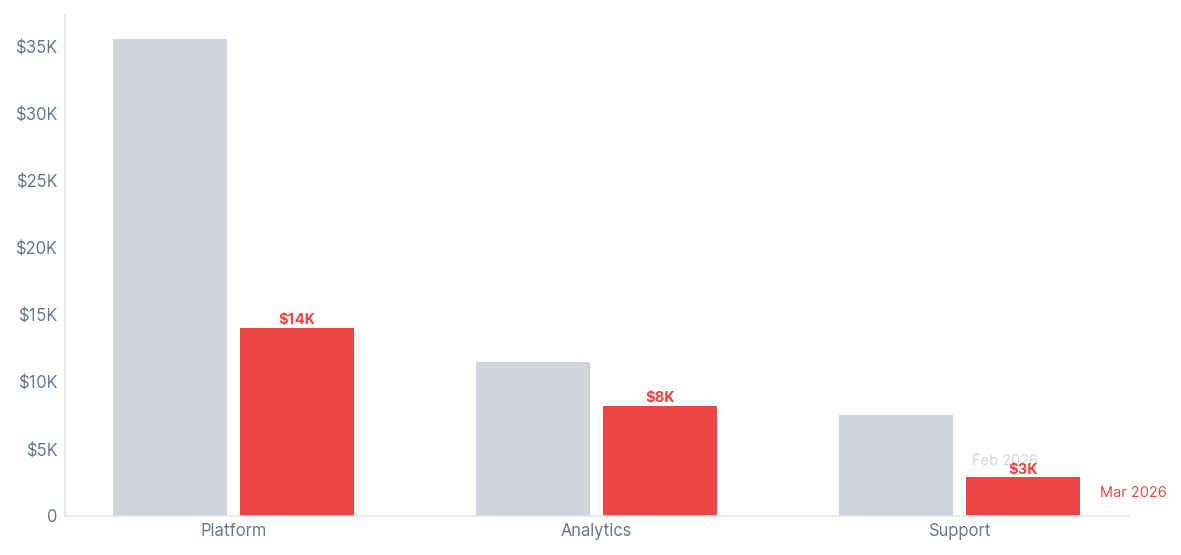 $35K
$30K
$25K
$20K
$15K
$10K
$5K
0
$14K
$8K
Feb 2026
$3K
Mar 2026
Platform
Analytics
Support